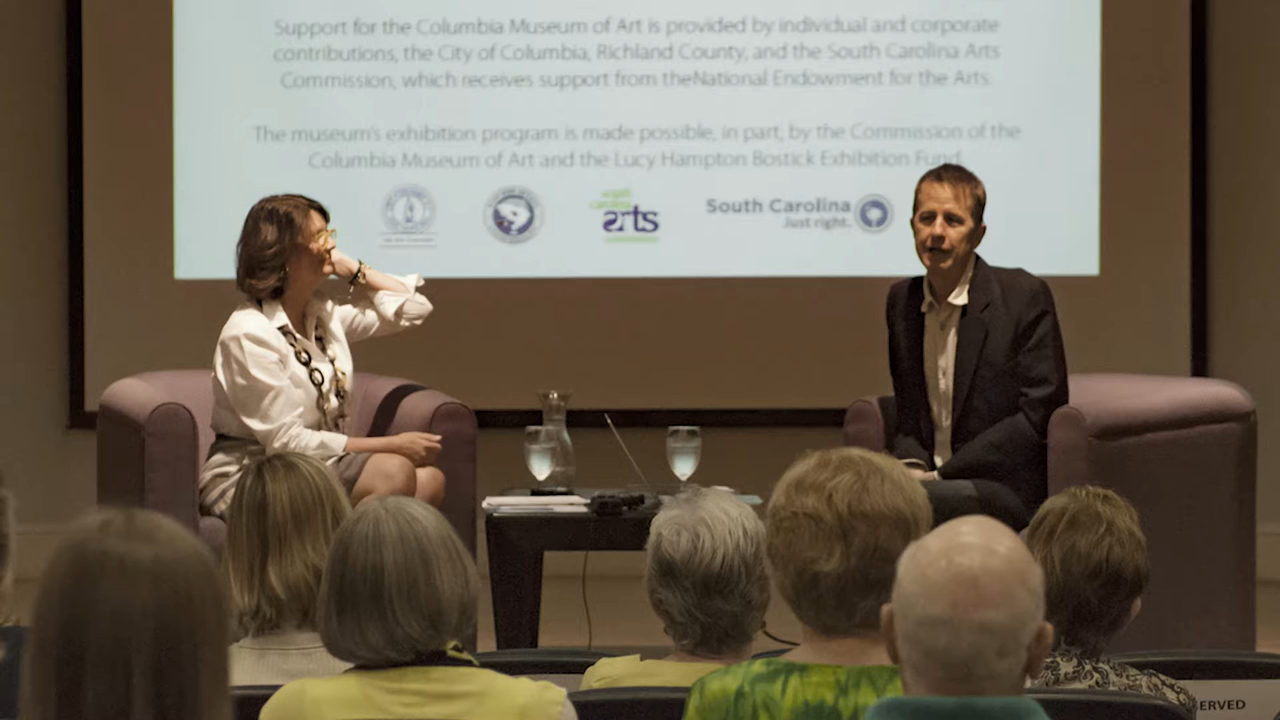 Support for the Columbia Museum of Art is provided by individual and corporate
contributions, the City of Columbia, Richland County, and the South Carolina Arts
Commission, which receives support from theNational Endowment for the Arts.
The museum's exhibition program is made possible, in part, by the Commission of the
Columbia Museum of Art and the Lucy Hampton Bostick Exhibition Fund.
south
carolina
arts
South Carolina
Just right.
ERVED